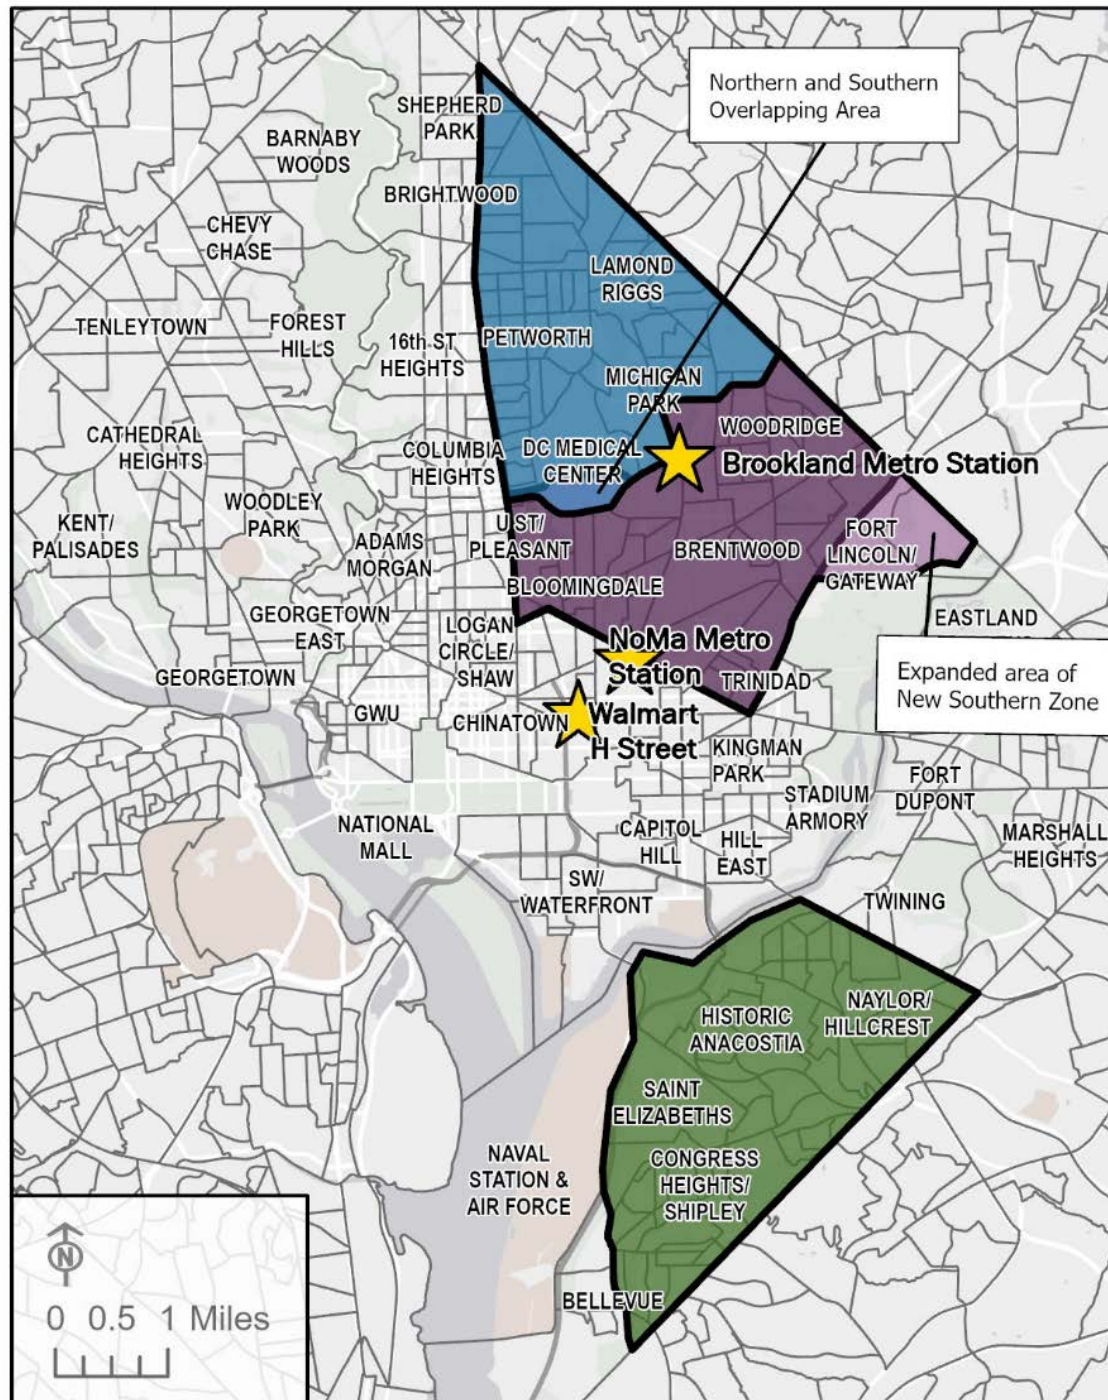 Northern and Southern
Overlapping Area
SHEPHERD
PARK
BARNABY
WOODS
BRIGHTWOOD
CHEVY
CHASE
LAMOND
RIGGS
TENLEYTOWN
FOREST
HILLS
16th ST
HEIGHTS
PETWORTH
MICHIGAN
PARK
WOODRIDGE
CATHEDRAL
HEIGHTS
COLUMBIA
HEIGHTS
DC MEDICAL
CENTER
Brookland Metro Station
WOODLEY
PARK
KENT/
PALISADES
U ST/
PLEASANT
ADAMS
MORGAN
BRENTWOOD
FORT
LINCOLN/
GATEWAY
BLOOMINGDALE
GEORGETOWN
EAST
LOGAN
CIRCLE/
SHAW
NoMa Metro
Station
EASTLAND
GEORGETOWN
TRINIDAD
Expanded area of
New Southern Zone
GWU
CHINATOWN
Walmart
H Street
KINGMAN
PARK
FORT
DUPONT
STADIUM
ARMORY
NATIONAL
MALL
CAPITOL
HILL
HILL
EAST
MARSHALL
HEIGHTS
SW/
WATERFRONT
TWINING
HISTORIC
ANACOSTIA
NAYLOR/
HILLCREST
SAINT
ELIZABETHS
NAVAL
STATION &
AIR FORCE
CONGRESS
HEIGHTS/
SHIPLEY
BELLEVUE
N
0 0.5 1 Miles